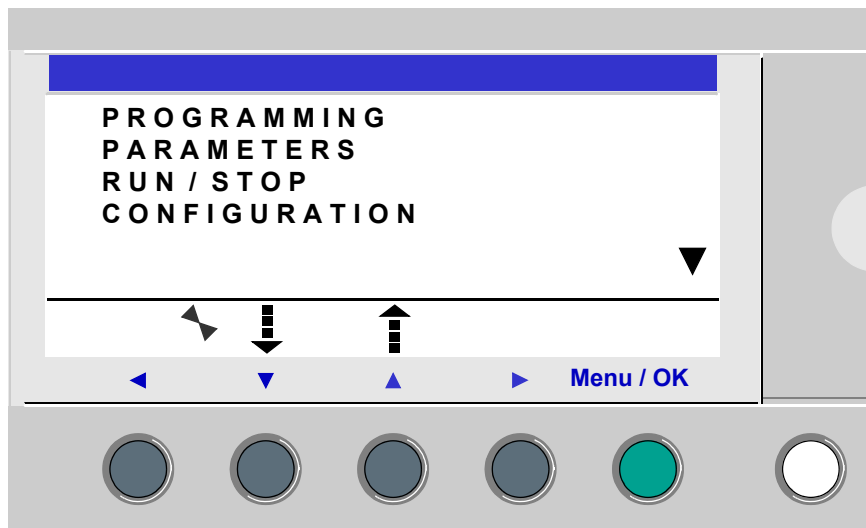 PROGRAMMING
PARAMETERS
RUN / STOP
CONFIGURATION
Menu / OK